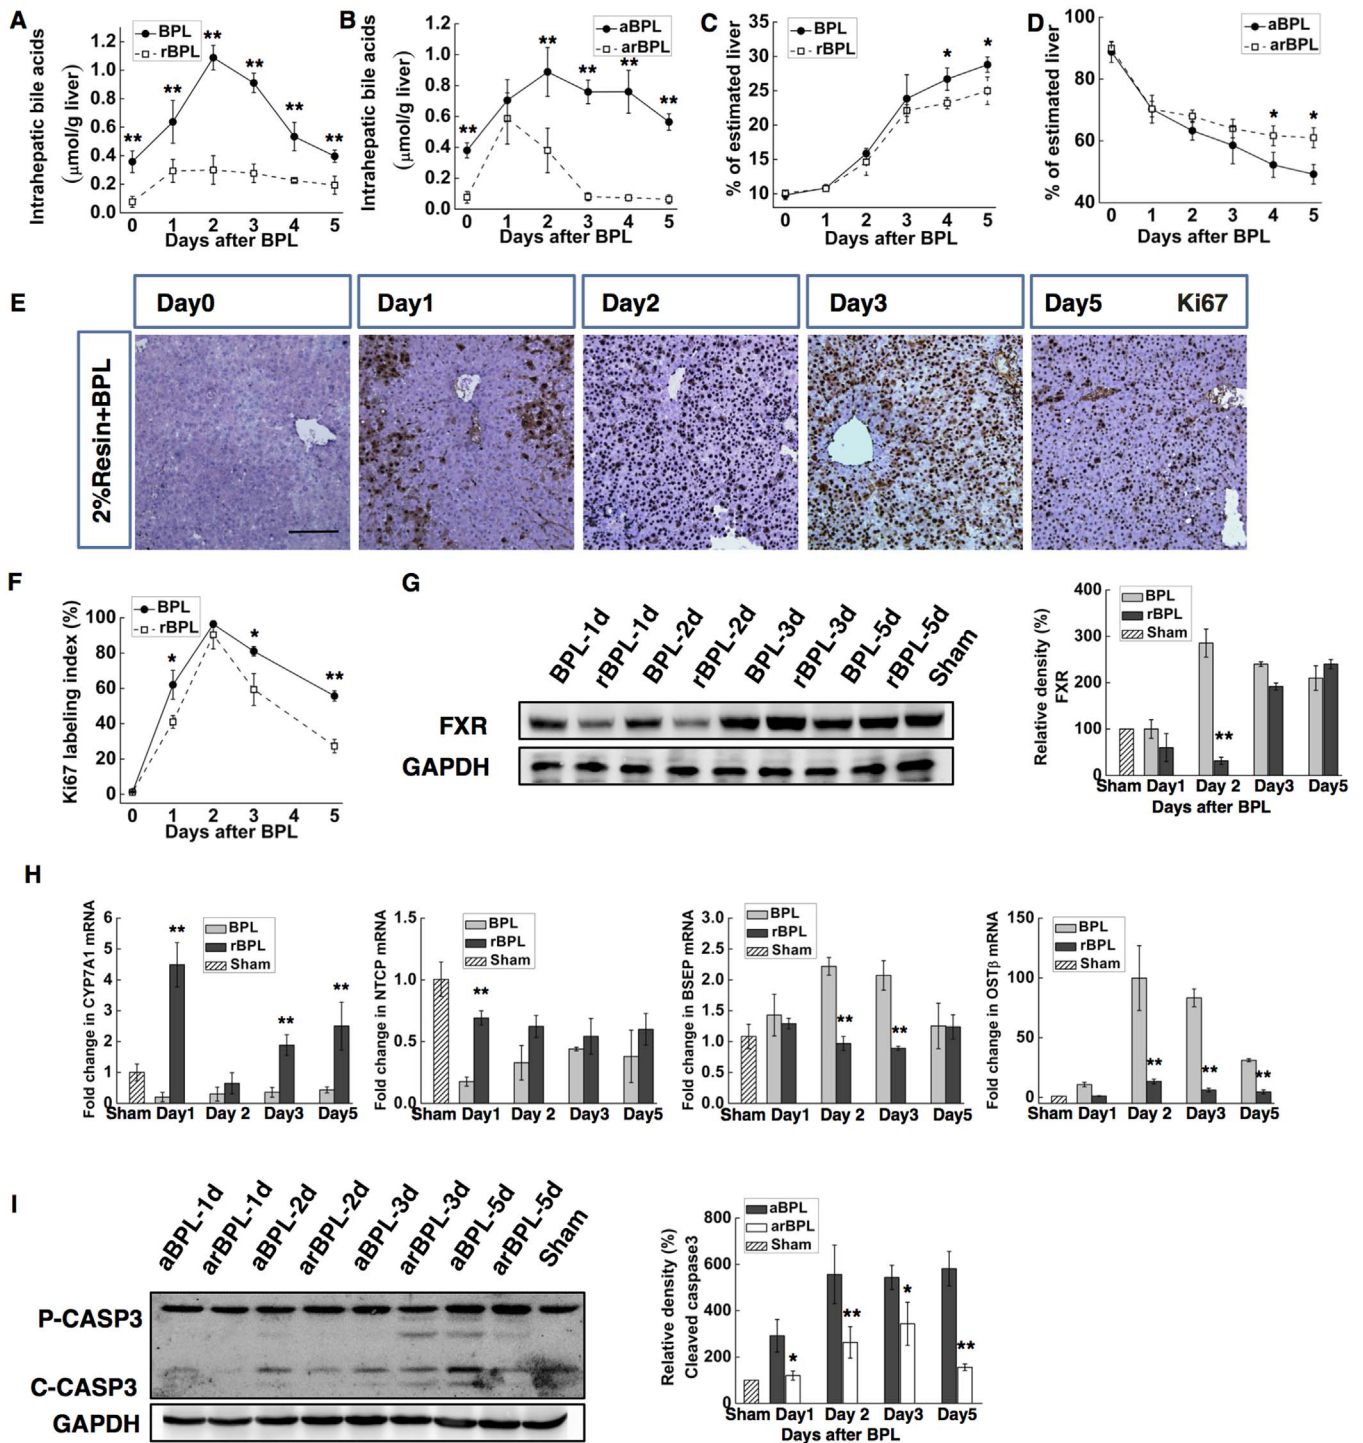 A
Intrahepatic bile acids
(μmol/g liver)
BPL
rBPL
1.2
1.0
0.8
0.6
0.4
0.2
0.0
**
**
**
**
**
**
0 1 2 3 4 5
Days after BPL
B
Intrahepatic bile acids
(μmol/g liver)
aBPL
arBPL
1.2
1.0
0.8
0.6
0.4
0.2
0.0
**
**
**
**
**
0 1 2 3 4 5
Days after BPL
C
% of estimated liver
BPL
rBPL
35
30
25
20
15
10
*
*
0 1 2 3 4 5
Days after BPL
D
% of estimated liver
aBPL
arBPL
100
80
60
40
*
*
0 1 2 3 4 5
Days after BPL
E
Day0
Day1
Day2
Day3
Day5 Ki67
2%Resin+BPL
F
Ki67 labeling index (%)
BPL
rBPL
100
80
60
40
20
0
*
*
**
0 1 2 3 4 5
Days after BPL
G
BPL-1d
rBPL-1d
BPL-2d
rBPL-2d
BPL-3d
rBPL-3d
BPL-5d
rBPL-5d
Sham
FXR
GAPDH
Relative density (%)
FXR
BPL
rBPL
Sham
400
300
200
100
0
**
Sham Day1 Day 2 Day3 Day5
Days after BPL
H
Fold change in CYP7A1 mRNA
BPL
rBPL
Sham
6
5
4
3
2
1
0
**
**
**
Sham Day1 Day 2 Day3 Day5
Fold change in NTCP mRNA
BPL
rBPL
Sham
1.5
1.0
0.5
0.0
**
Sham Day1 Day 2 Day3 Day5
Fold change in BSEP mRNA
BPL
rBPL
Sham
3.0
2.5
2.0
1.5
1.0
0.5
0.0
**
**
Sham Day1 Day 2 Day3 Day5
Fold change in OSTβ mRNA
BPL
rBPL
Sham
150
100
50
0
**
**
**
Sham Day1 Day 2 Day3 Day5
I
aBPL-1d
arBPL-1d
aBPL-2d
arBPL-2d
aBPL-3d
arBPL-3d
aBPL-5d
arBPL-5d
Sham
P-CASP3
C-CASP3
GAPDH
Relative density (%)
Cleaved caspase3
aBPL
arBPL
Sham
800
600
400
200
0
*
**
*
**
Sham Day1 Day 2 Day3 Day5
Days after BPL